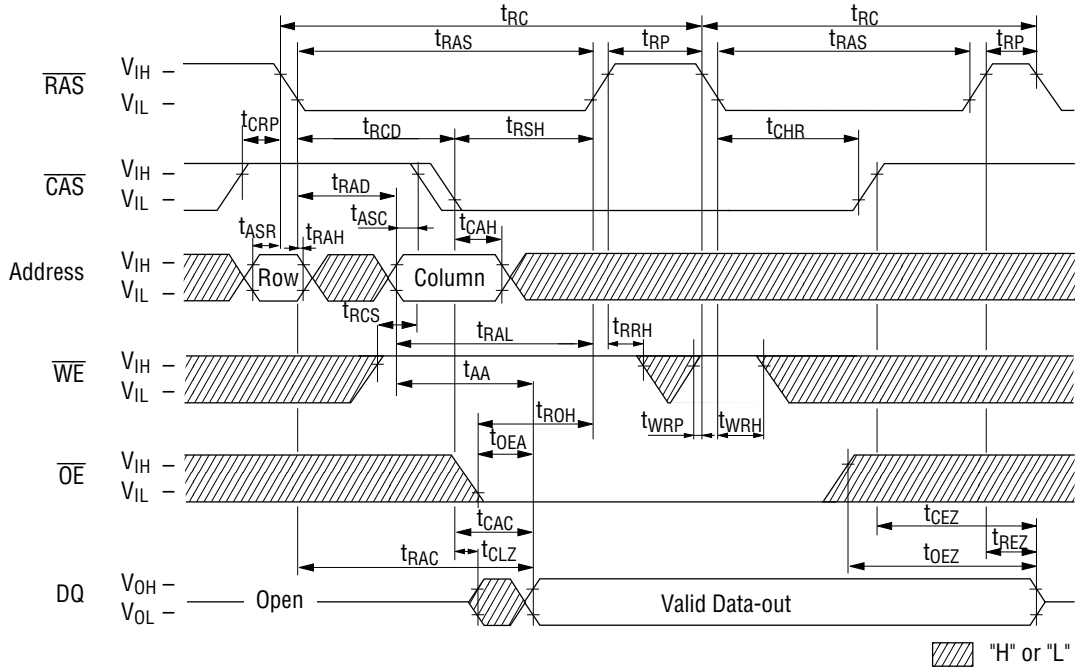 tRC tRC
tRAS tRP tRAS tRP
RAS VIH –
VIL –
tCRP tRCD tRSH tCHR
CAS VIH –
VIL –
tRAD
tASC tCAH
tASR tRAH
Address VIH –
VIL –
Row Column
tRCS tRAL tRRH
WE VIH –
VIL –
tAA
tROH tWRP tWRH
tOEA
OE VIH –
VIL –
tCAC tCEZ
tRAC tCLZ tOEZ tREZ
DQ VOH –
VOL –
Open Valid Data-out
"H" or "L"